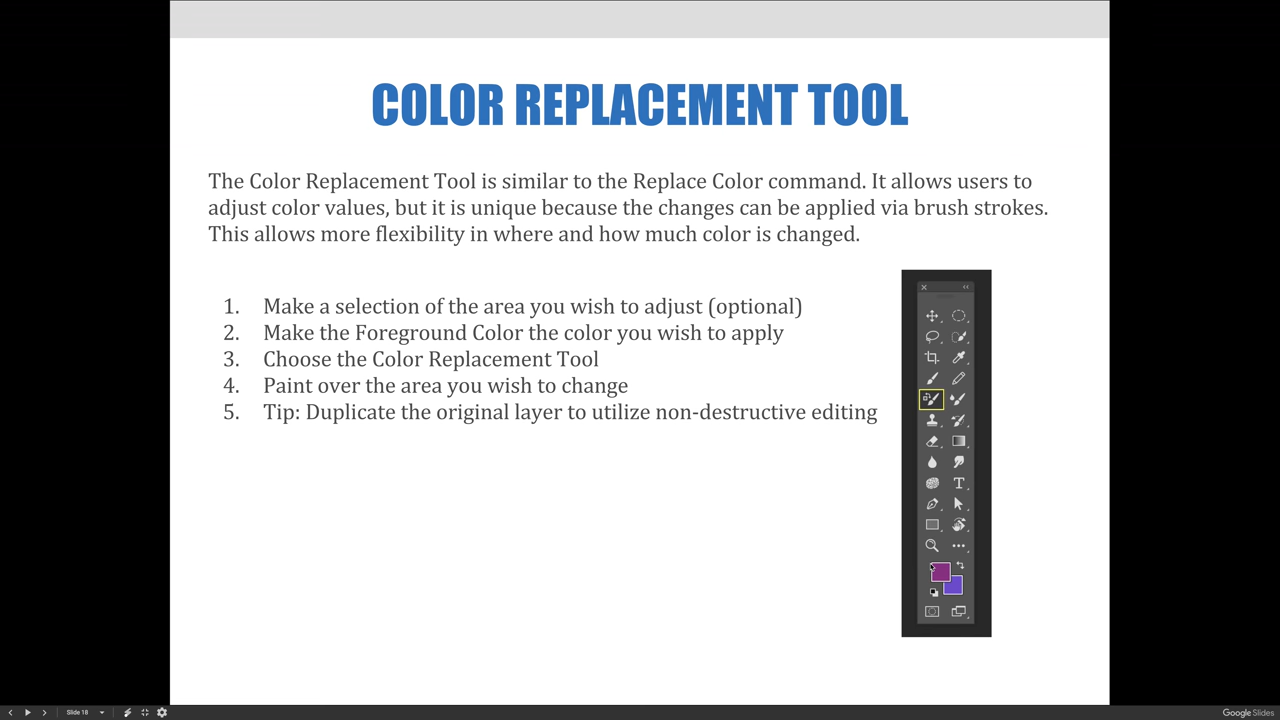 COLOR REPLACEMENT TOOL
The Color Replacement Tool is similar to the Replace Color command. It allows users to
adjust color values, but it is unique because the changes can be applied via brush strokes.
This allows more flexibility in where and how much color is changed.
1. Make a selection of the area you wish to adjust (optional)
2. Make the Foreground Color the color you wish to apply
3. Choose the Color Replacement Tool
4. Paint over the area you wish to change
5. Tip: Duplicate the original layer to utilize non-destructive editing
Slide 18
Google Slides